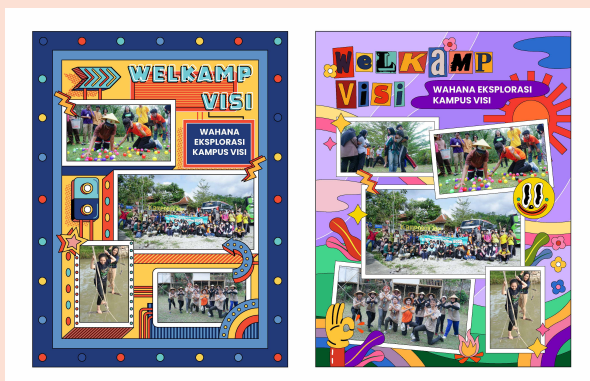 WELKAMP
VISI
WAHANA
EKSPLORASI
KAMPUS VISI
WELKAMP
VISI
WAHANA EKSPLORASI
KAMPUS VISI